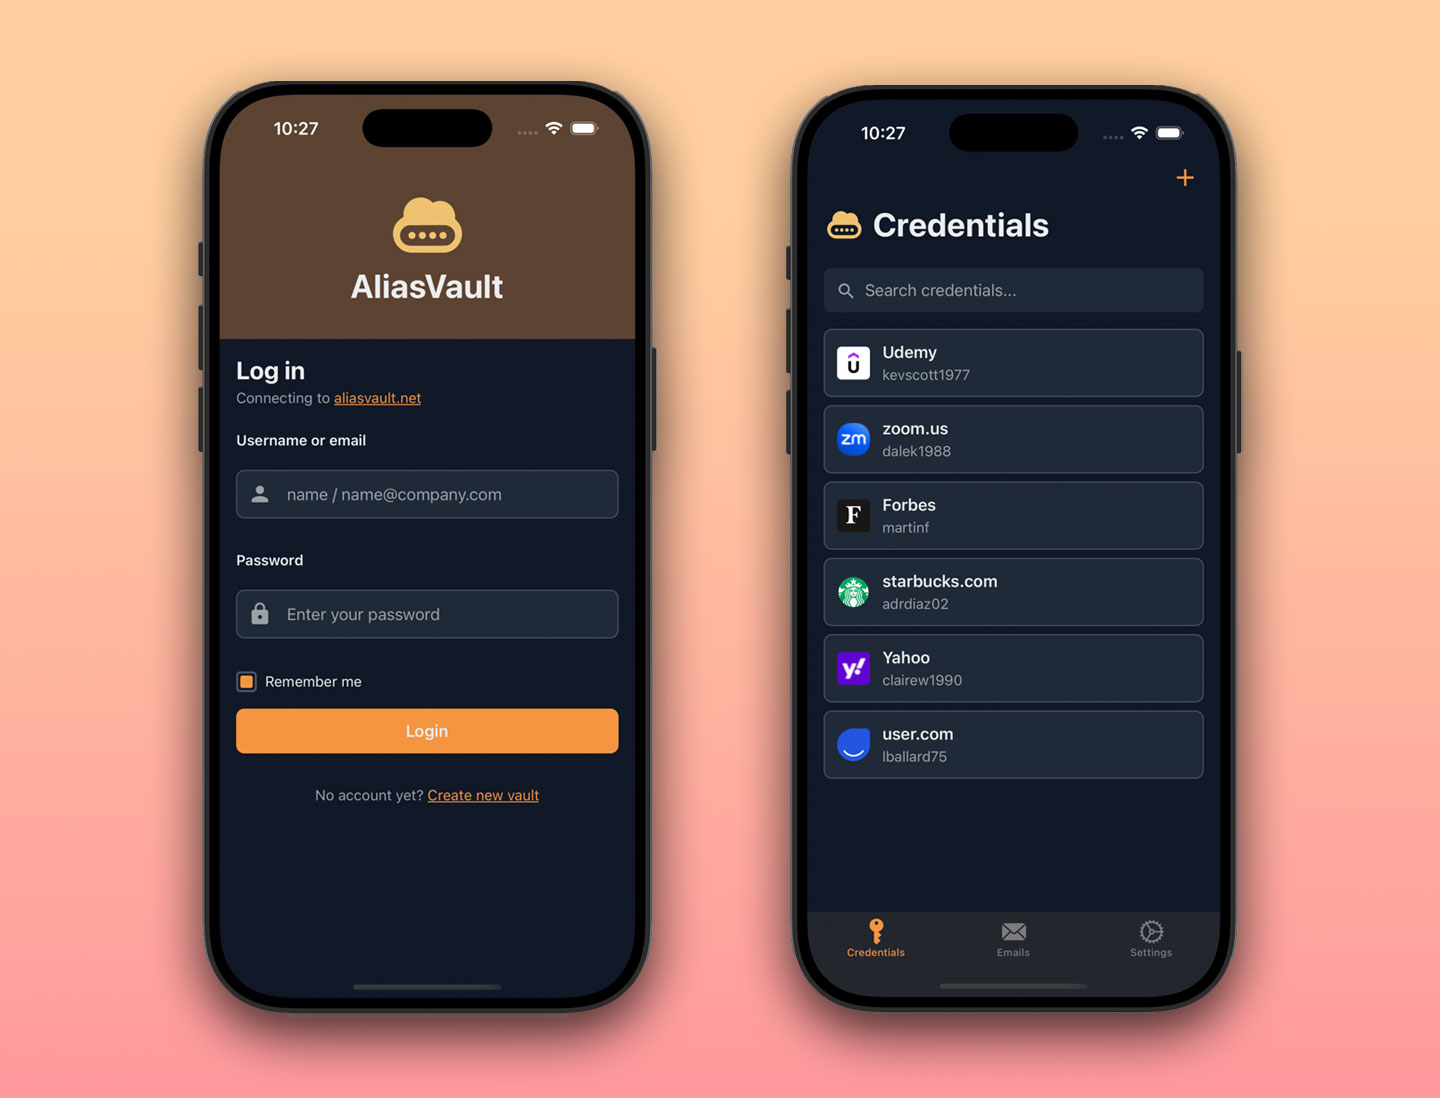 10:27
AliasVault
Log in
Connecting to aliasvault.net
Username or email
name / name@company.com
Password
Enter your password
Remember me
Login
No account yet? Create new vault
10:27
+
Credentials
Search credentials...
Udemy
kevscott1977
zm
zoom.us
dalek1988
F
Forbes
martinf
starbucks.com
adrdiaz02
y!
Yahoo
clairew1990
user.com
lballard75
Credentials
Emails
Settings